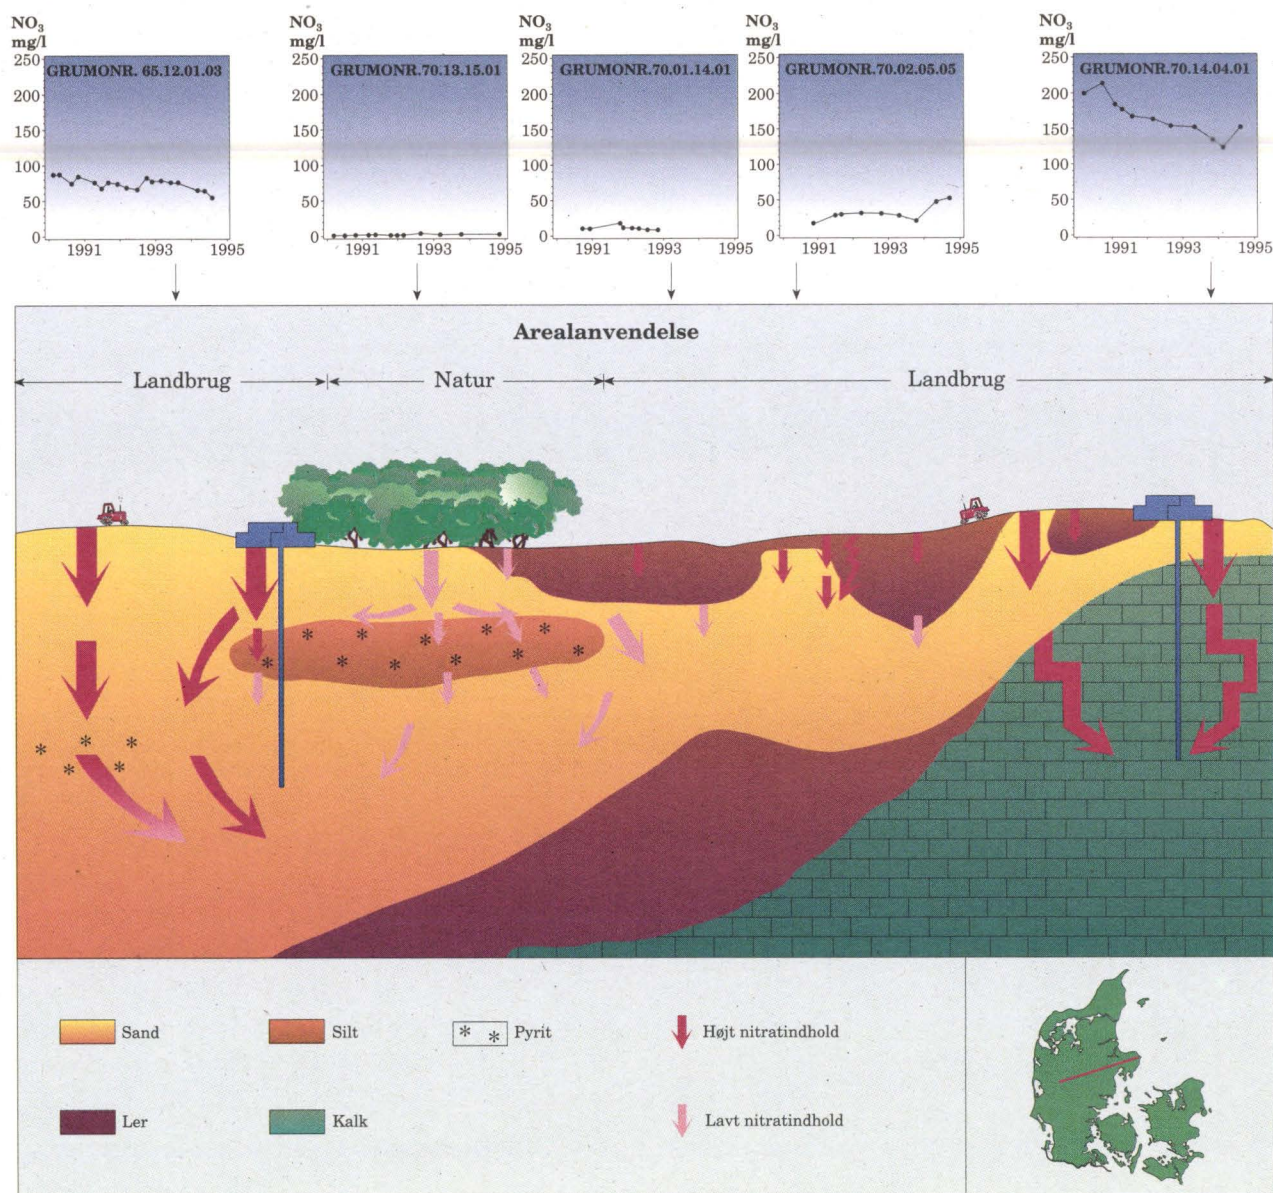 NO3
mg/l
250
200
150
100
50
0
GRUMONR. 65.12.01.03
1991 1993 1995
NO3
mg/l
250
200
150
100
50
0
GRUMONR.70.13.15.01
1991 1993 1995
NO3
mg/l
250
200
150
100
50
0
GRUMONR.70.01.14.01
1991 1993 1995
NO3
mg/l
250
200
150
100
50
0
GRUMONR.70.02.05.05
1991 1993 1995
NO3
mg/l
250
200
150
100
50
0
GRUMONR.70.14.04.01
1991 1993 1995
Arealanvendelse
Landbrug Natur Landbrug
Sand Silt Pyrit Højt nitratindhold
Ler Kalk Lavt nitratindhold